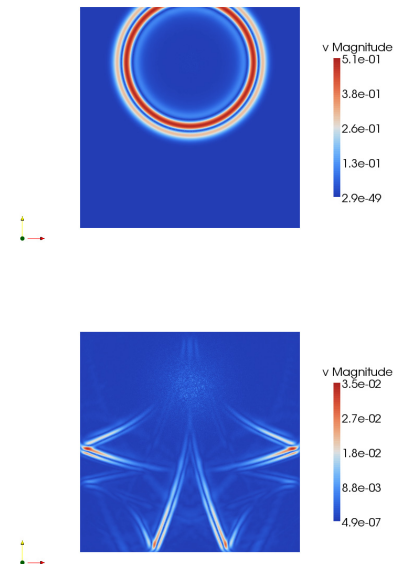 v Magnitude
5.1e-01
3.8e-01
2.6e-01
1.3e-01
2.9e-49
v Magnitude
3.5e-02
2.7e-02
1.8e-02
8.8e-03
4.9e-07